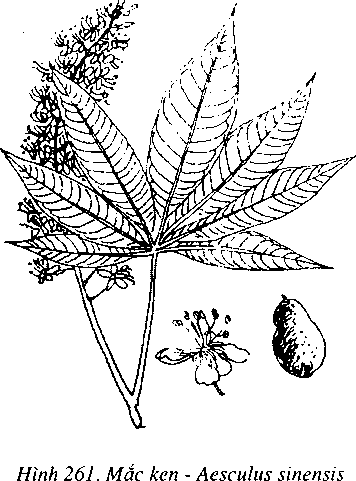 Hình 261. Mắc ken - Aesculus sinensis